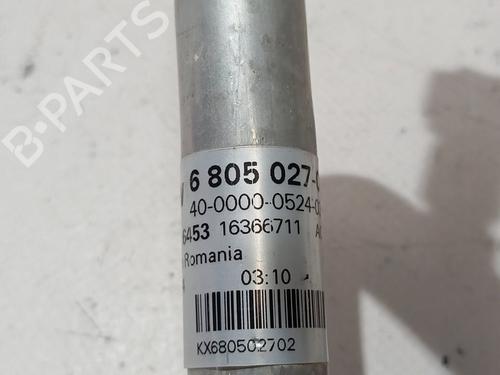 B-PARTS
6 805 027-
40-0000-0524-0
6453 16366711 A
Romania
03:10
KX680502702